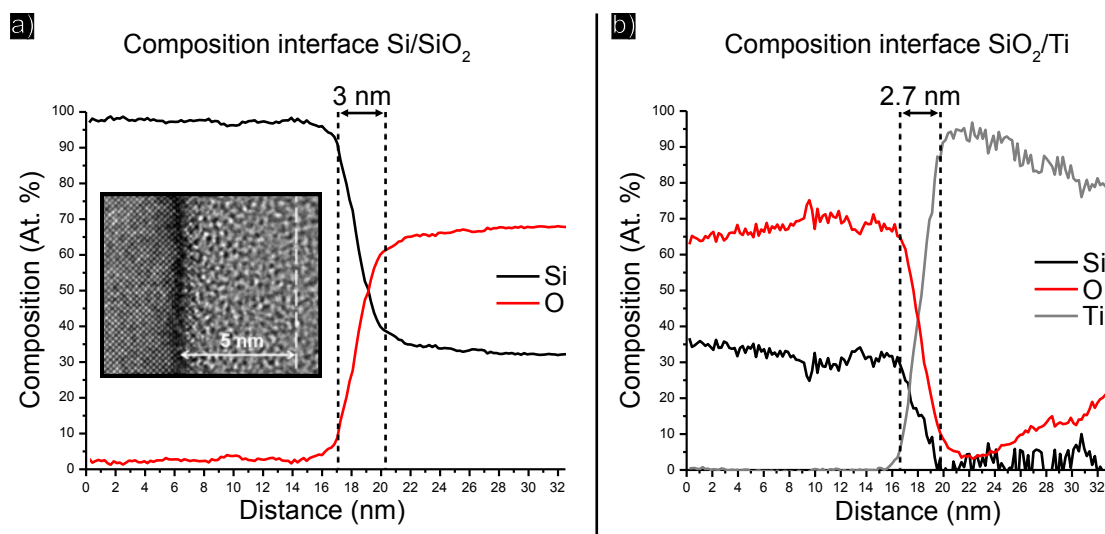 a)
Composition interface Si/SiO₂
3 nm
100
90
80
70
60
50
40
30
20
10
0
Composition (At. %)
5 nm
Si
O
0 2 4 6 8 10 12 14 16 18 20 22 24 26 28 30 32
Distance (nm)
b)
Composition interface SiO₂/Ti
2.7 nm
100
90
80
70
60
50
40
30
20
10
0
Composition (At. %)
Si
O
Ti
0 2 4 6 8 10 12 14 16 18 20 22 24 26 28 30 32
Distance (nm)